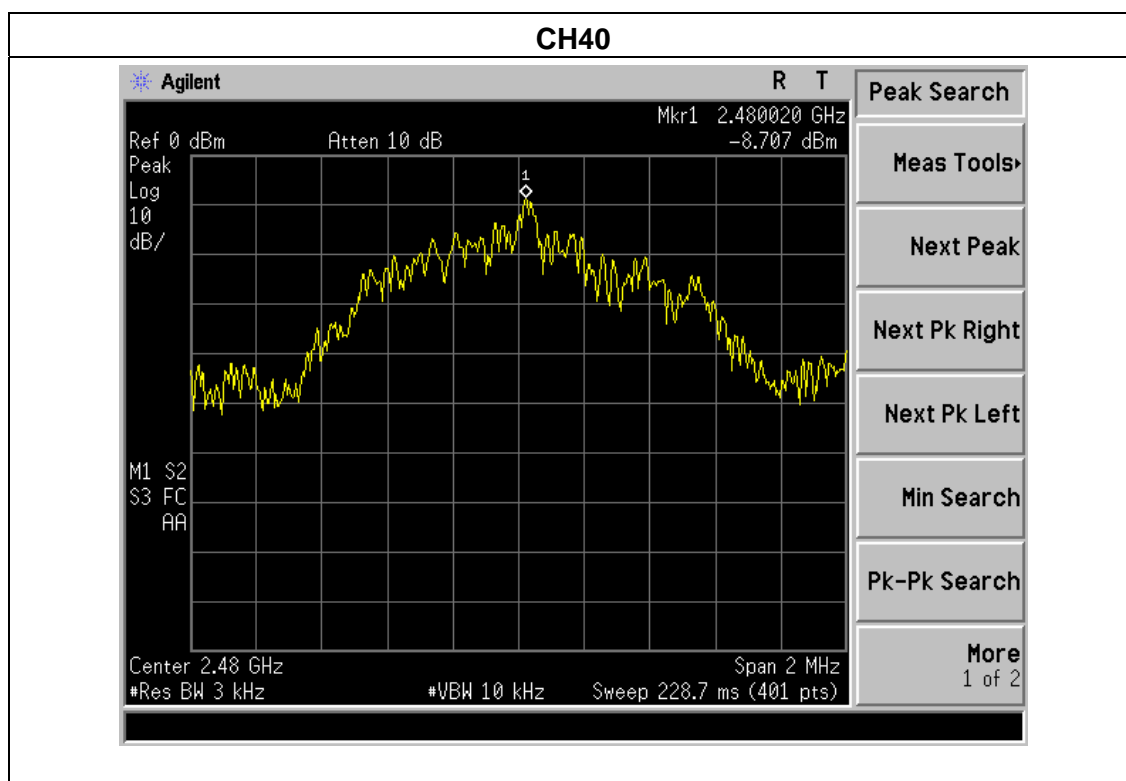 CH40
Agilent
R T
Peak Search
Mkr1 2.480020 GHz
Ref 0 dBm Atten 10 dB -8.707 dBm
Peak
Log
10
dB/
1
Meas Tools
Next Peak
Next Pk Right
Next Pk Left
M1 S2
S3 FC
AA
Min Search
Pk-Pk Search
Center 2.48 GHz Span 2 MHz
#Res BW 3 kHz #VBW 10 kHz Sweep 228.7 ms (401 pts)
More
1 of 2